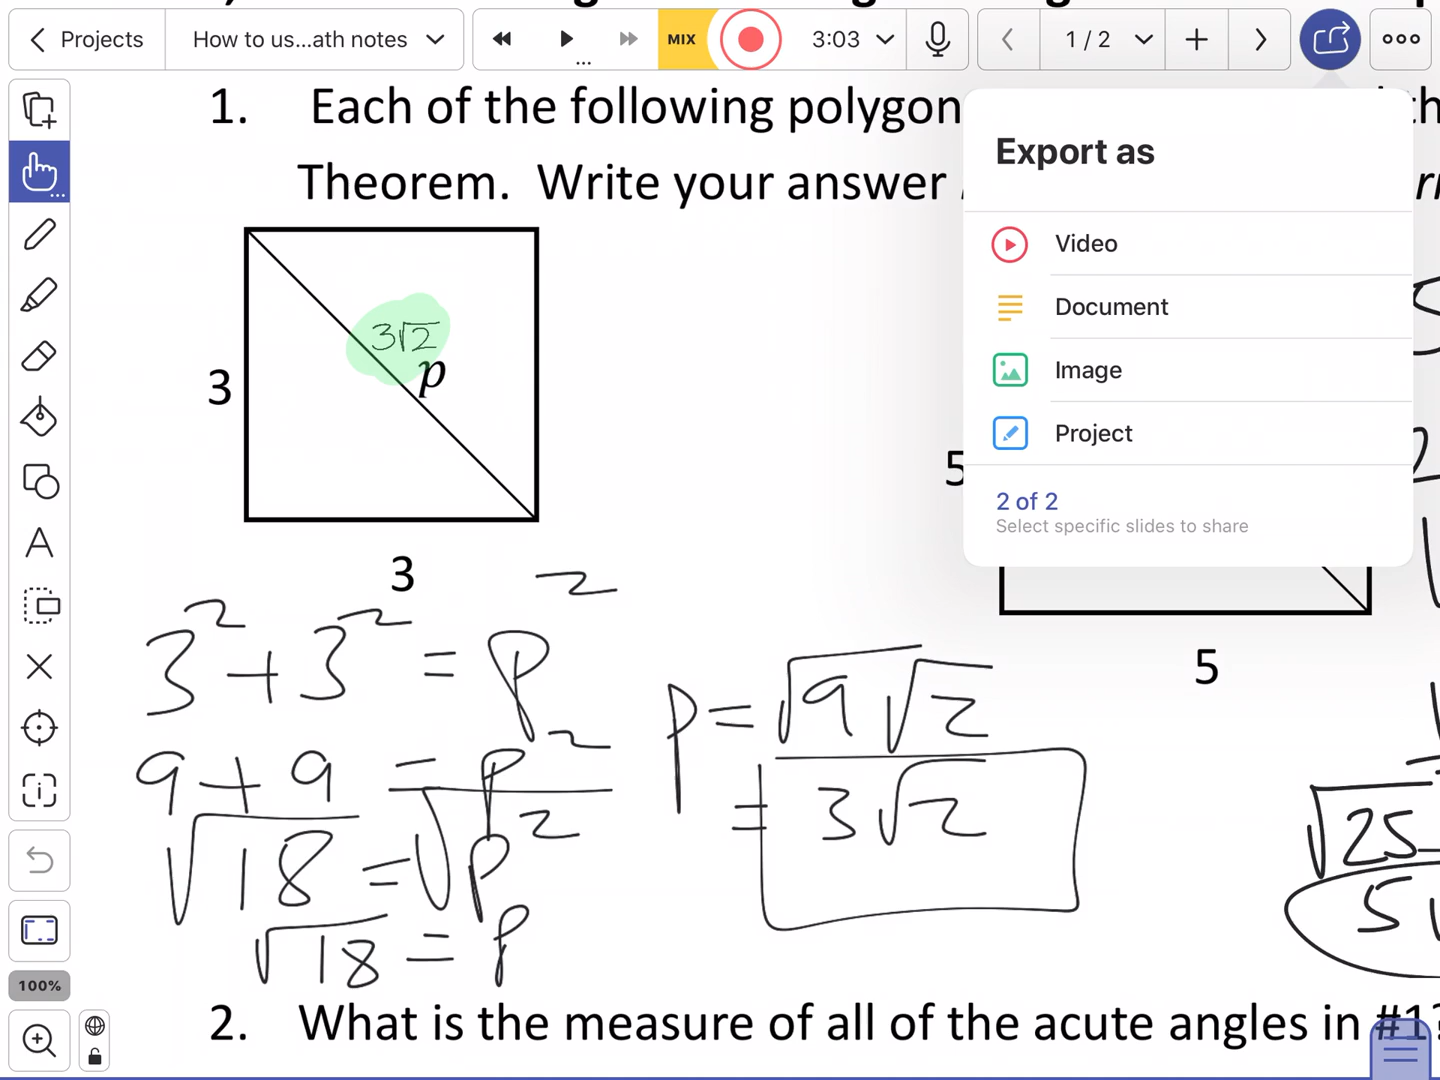 Projects
How to us...ath notes
MIX
3:03
1 / 2
1. Each of the following polygon
Theorem. Write your answer
Export as
Video
Document
Image
Project
2 of 2
Select specific slides to share
3√2
p
3
3
5
5
3² + 3² = p²
9 + 9 = p²
√18 = √p²
√18 = p
p = √9 √2
= 3√2
√25
5
100%
2. What is the measure of all of the acute angles in #1?